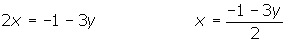 2x = –1 – 3y    x = (–1 – 3y)/2